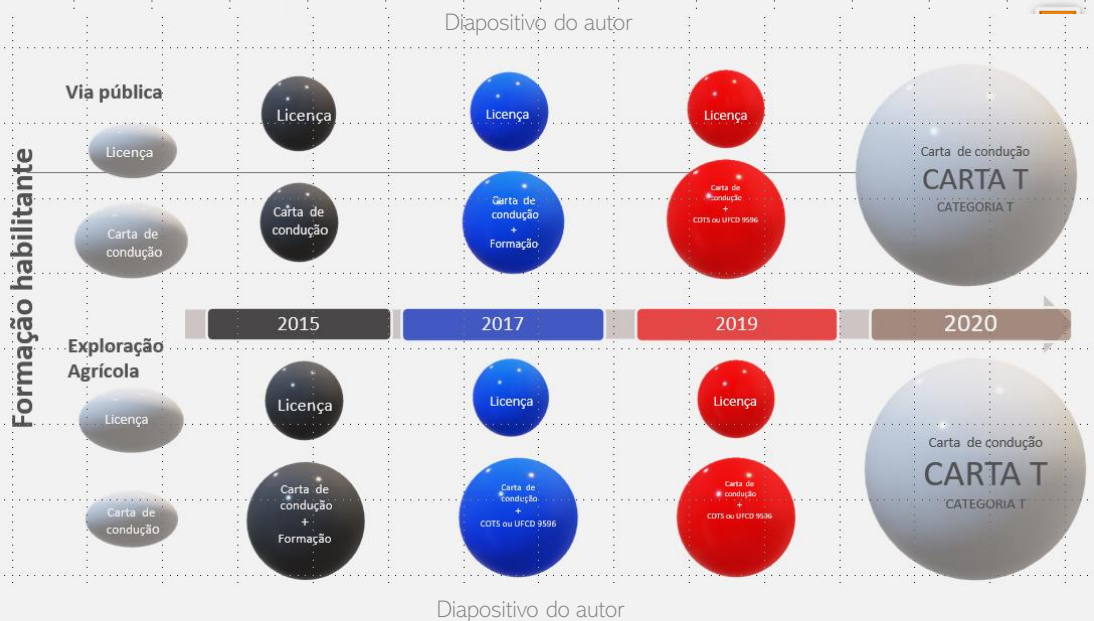 Diapositivo do autor
Formação habilitante
Via pública
Licença
Carta de
condução
Licença
Carta de
condução
Licença
Carta de
condução
+
Formação
Licença
Carta de
condução
+
COTS ou UFCD 9596
Carta de condução
CARTA T
CATEGORIA T
2015
2017
2019
2020
Exploração
Agrícola
Licença
Carta de
condução
Licença
Carta de
condução
+
Formação
Licença
Carta de
condução
+
COTS ou UFCD 9596
Licença
Carta de
condução
+
COTS ou UFCD 9596
Carta de condução
CARTA T
CATEGORIA T
Diapositivo do autor